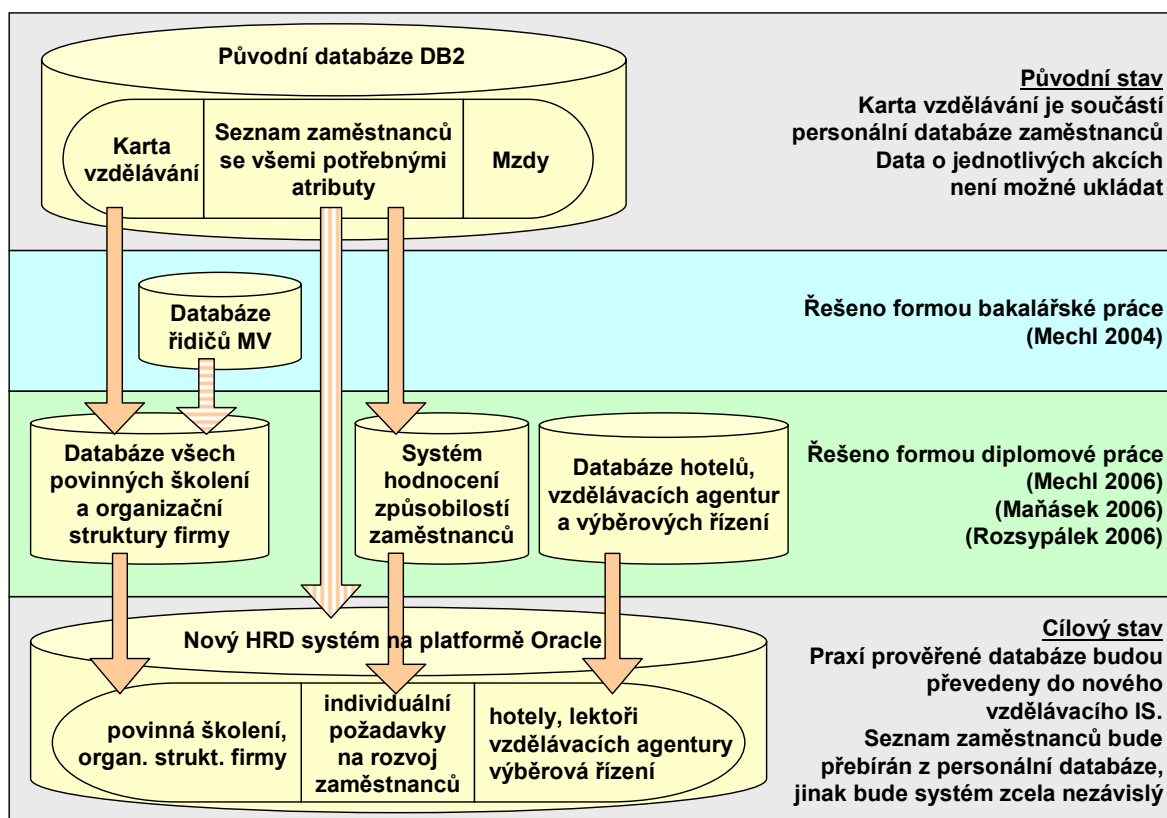 Původní databáze DB2
Karta
vzdělávání
Seznam zaměstnanců
se všemi potřebnými
atributy
Mzdy
Původní stav
Karta vzdělávání je součástí
personální databáze zaměstnanců
Data o jednotlivých akcích
není možné ukládat
Databáze
řidičů MV
Řešeno formou bakalářské práce
(Mechl 2004)
Databáze všech
povinných školení
a organizační
struktury firmy
Systém
hodnocení
způsobilostí
zaměstnanců
Databáze hotelů,
vzdělávacích agentur
a výběrových řízení
Řešeno formou diplomové práce
(Mechl 2006)
(Maňásek 2006)
(Rozsypálek 2006)
Nový HRD systém na platformě Oracle
povinná školení,
organ. strukt. firmy
individuální
požadavky
na rozvoj
zaměstnanců
hotely, lektoři
vzdělávacích agentury
výběrová řízení
Cílový stav
Praxí prověřené databáze budou
převedeny do nového
vzdělávacího IS.
Seznam zaměstnanců bude
přebírán z personální databáze,
jinak bude systém zcela nezávislý